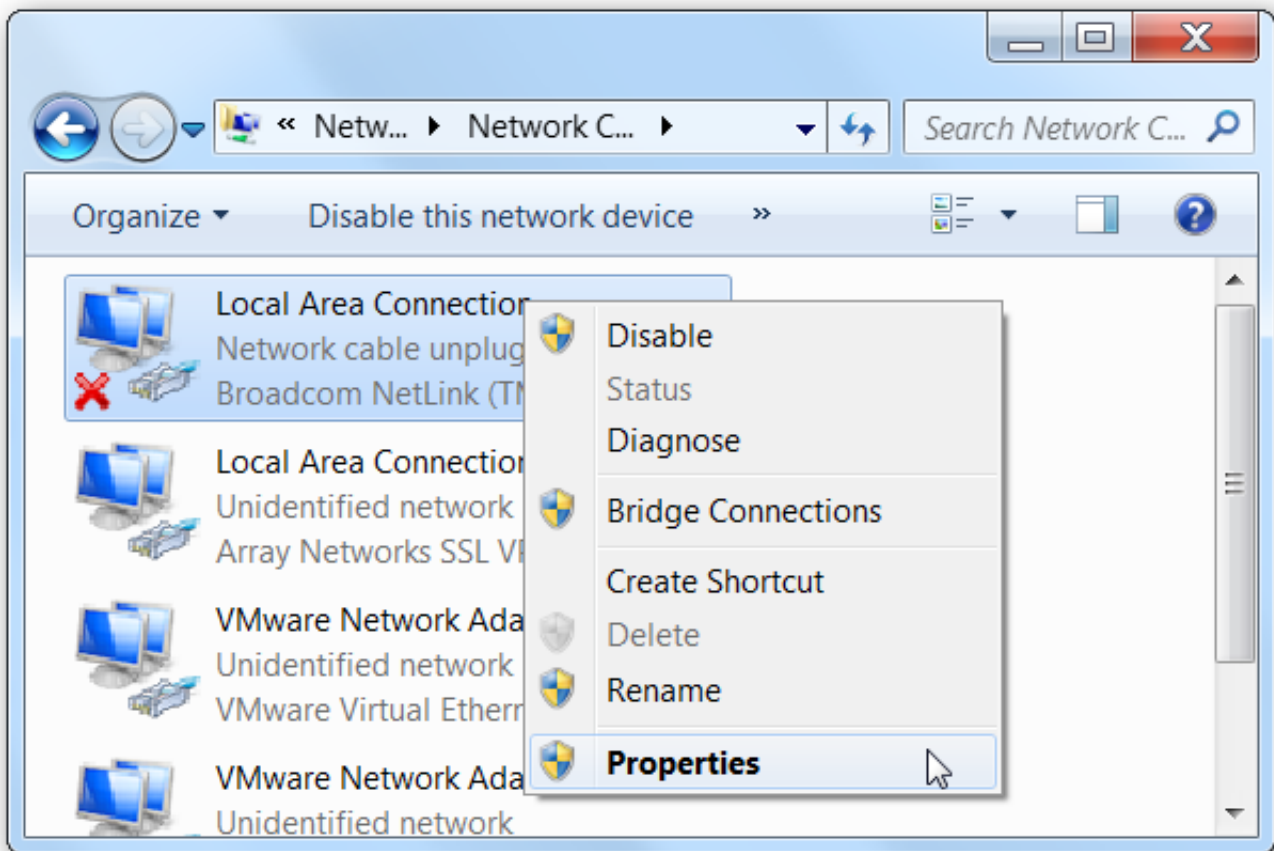 « Netw... Network C...
Search Network C...
Organize
Disable this network device
»
Local Area Connection
Network cable unplug
Broadcom NetLink (TM
Local Area Connection
Unidentified network
Array Networks SSL VP
VMware Network Ada
Unidentified network
VMware Virtual Ethern
VMware Network Ada
Unidentified network
Disable
Status
Diagnose
Bridge Connections
Create Shortcut
Delete
Rename
Properties